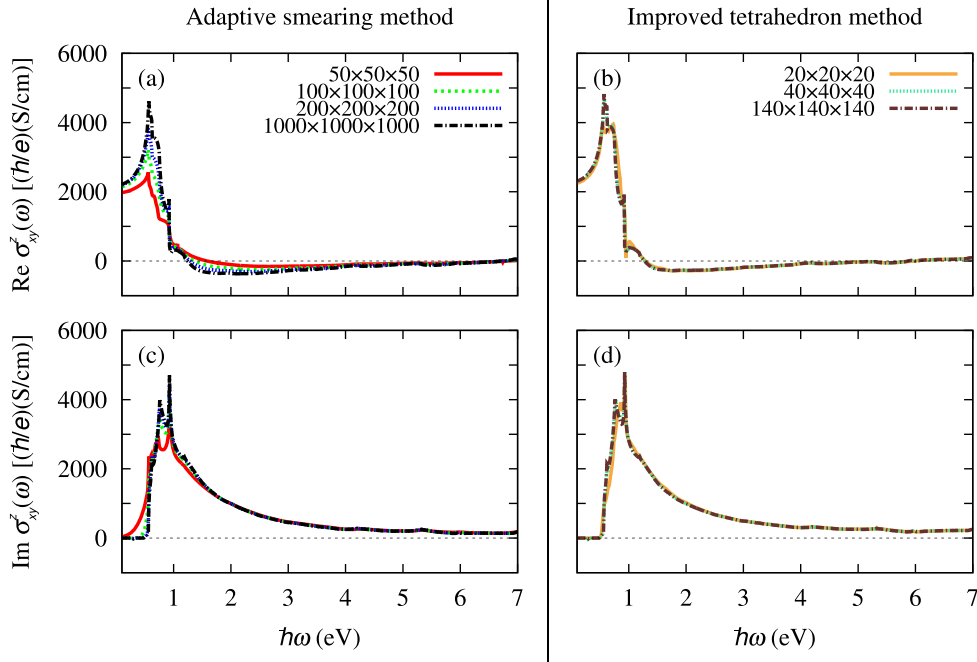 Adaptive smearing method
Improved tetrahedron method
Re σᶻₓᵧ(ω) [(ħ/e)(S/cm)]
6000
4000
2000
0
(a)
50×50×50
100×100×100
200×200×200
1000×1000×1000
(b)
20×20×20
40×40×40
140×140×140
Im σᶻₓᵧ(ω) [(ħ/e)(S/cm)]
6000
4000
2000
0
(c)
(d)
1 2 3 4 5 6 7
1 2 3 4 5 6 7
ħω (eV)
ħω (eV)